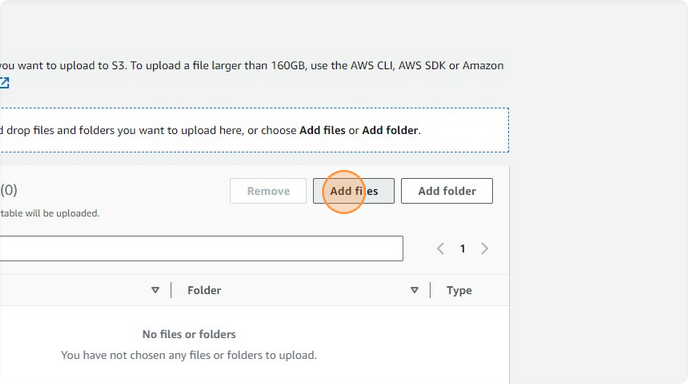 you want to upload to S3. To upload a file larger than 160GB, use the AWS CLI, AWS SDK or Amazon
d drop files and folders you want to upload here, or choose Add files or Add folder.
(0)
Remove
Add files
Add folder
table will be uploaded.
1
Folder
Type
No files or folders
You have not chosen any files or folders to upload.